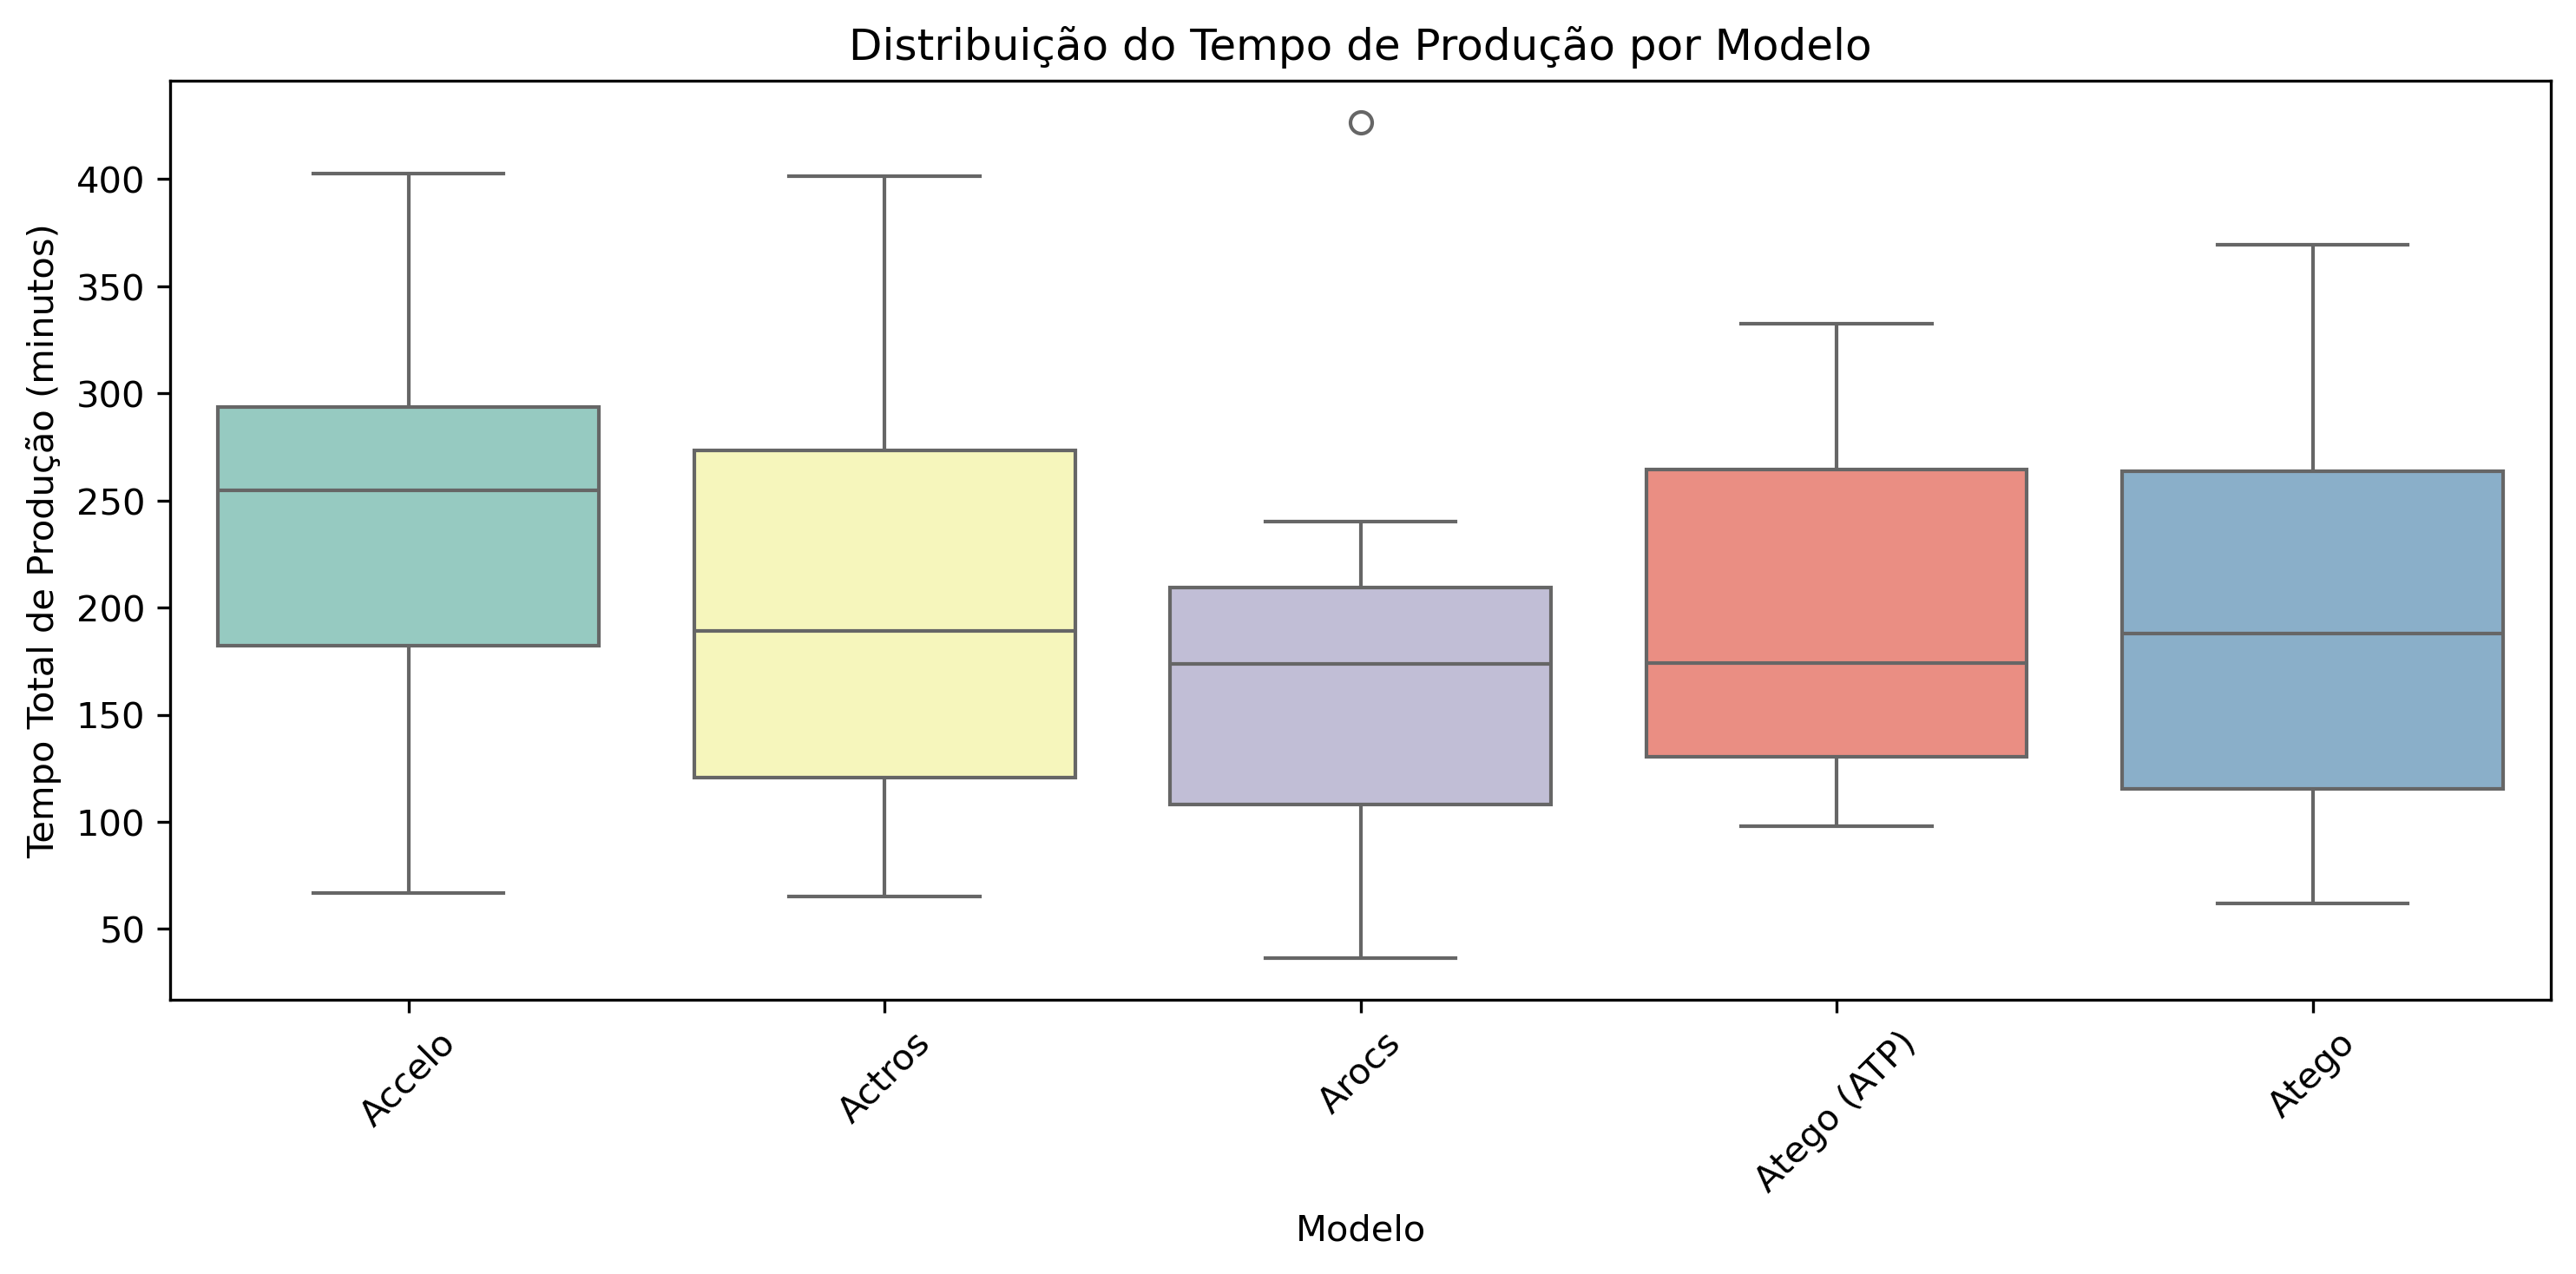 Distribuição do Tempo de Produção por Modelo
Tempo Total de Produção (minutos)
400
350
300
250
200
150
100
50
Accelo
Actros
Arocs
Atego (ATP)
Atego
Modelo